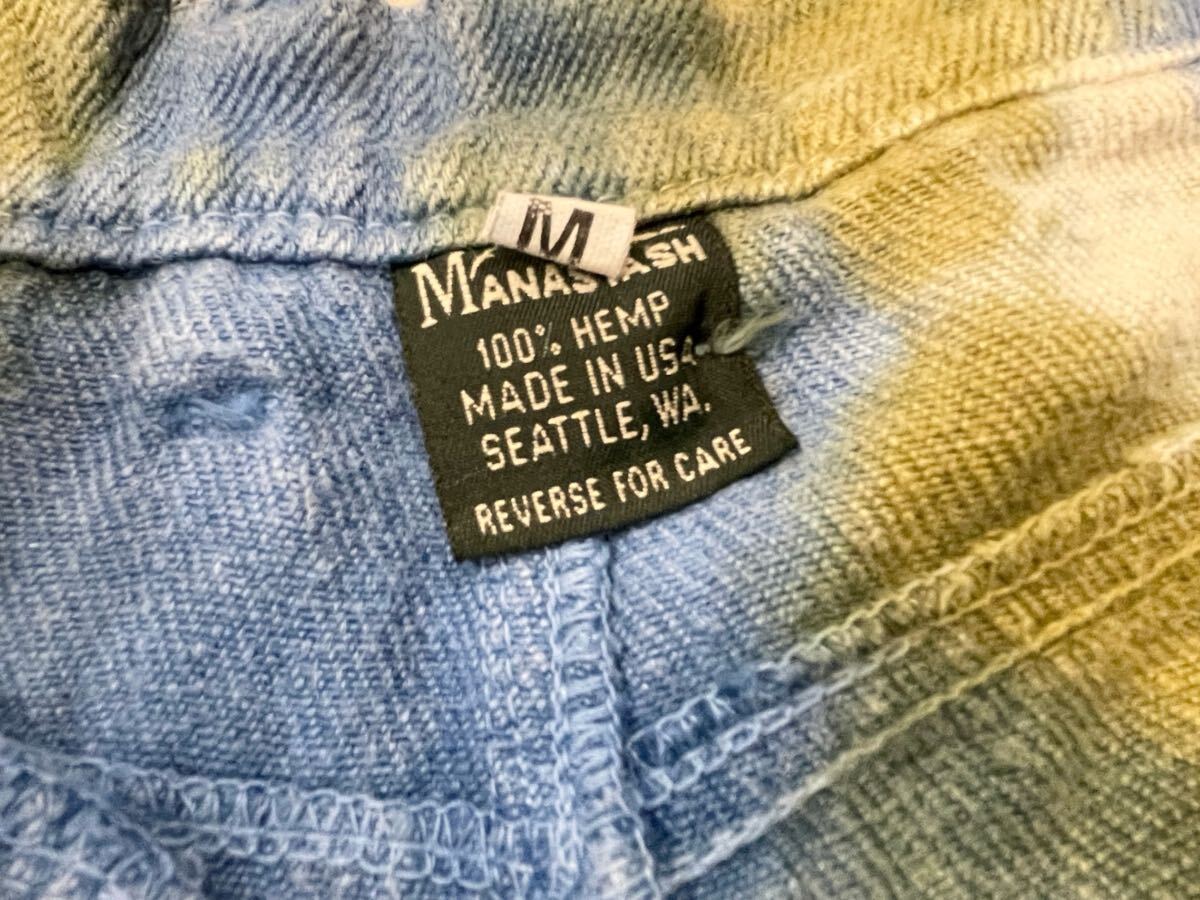 M
MANASTASH
100% HEMP
MADE IN USA
SEATTLE, WA.
REVERSE FOR CARE